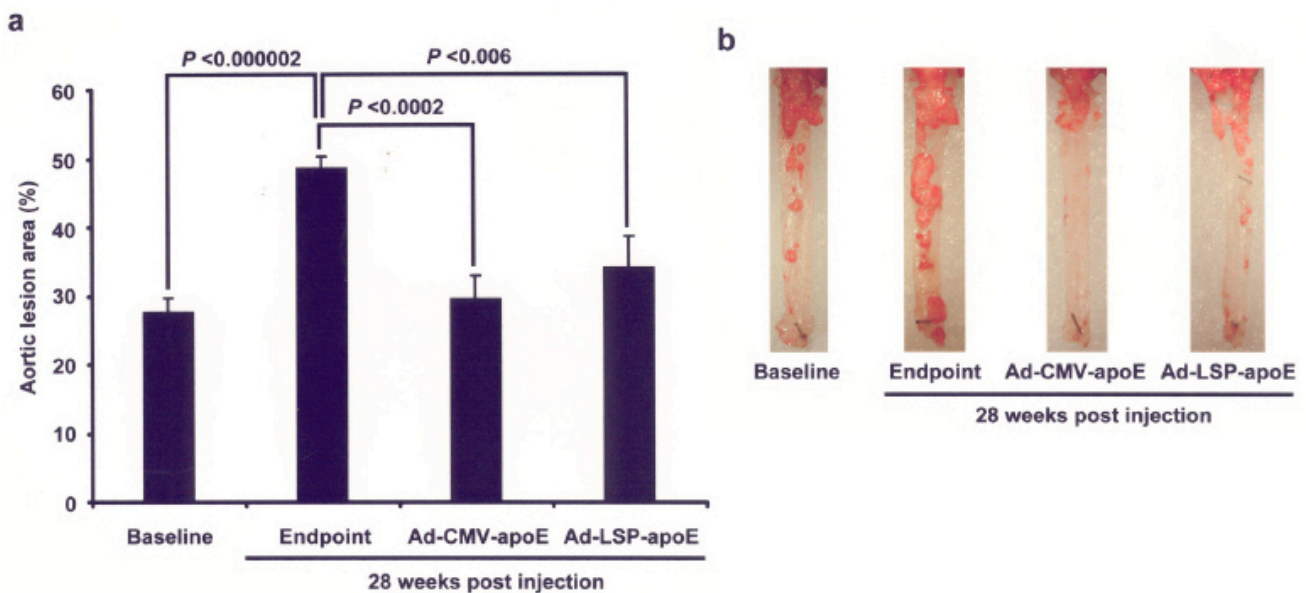 a
P <0.000002
P <0.006
P <0.0002
Aortic lesion area (%)
60
50
40
30
20
10
0
Baseline
Endpoint
Ad-CMV-apoE
Ad-LSP-apoE
28 weeks post injection
b
Baseline
Endpoint
Ad-CMV-apoE
Ad-LSP-apoE
28 weeks post injection